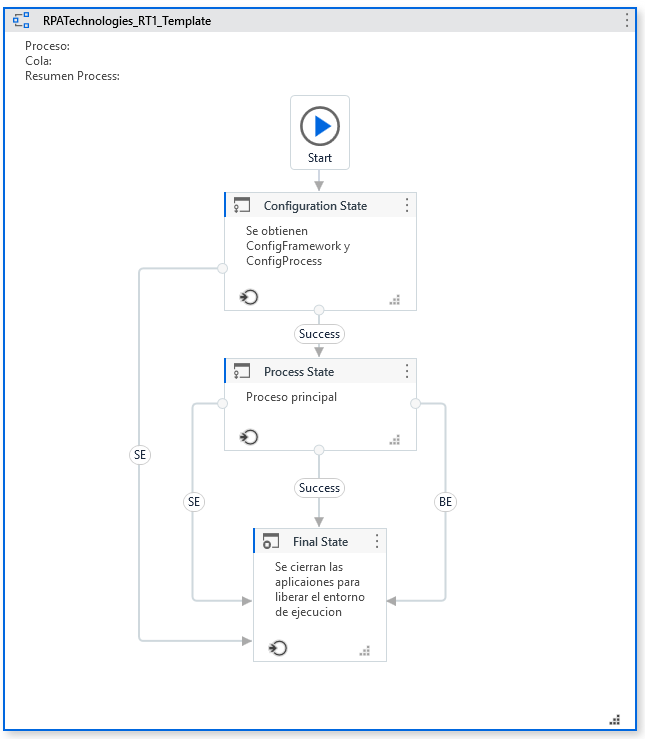 RPATechnologies_RT1_Template
Proceso:
Cola:
Resumen Process:
Start
Configuration State
Se obtienen
ConfigFramework y
ConfigProcess
Success
Process State
Proceso principal
SE
SE
Success
BE
Final State
Se cierran las
aplicaiones para
liberar el entorno
de ejecucion